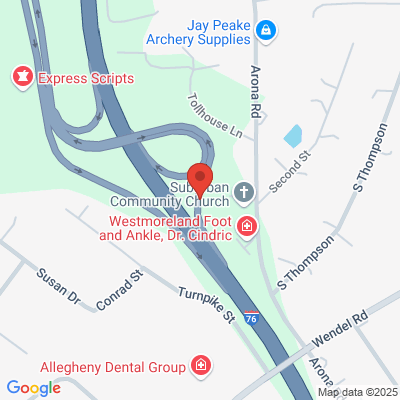 Jay Peake
Archery Supplies
Express Scripts
Arona Rd
Tollhouse Ln
Second St
S Thompson
Suburban
Community Church
Westmoreland Foot
and Ankle, Dr. Cindric
S Thompson
Susan Dr
Conrad St
Turnpike St
76
Wendel Rd
Allegheny Dental Group
Arona
Google
Map data ©2025